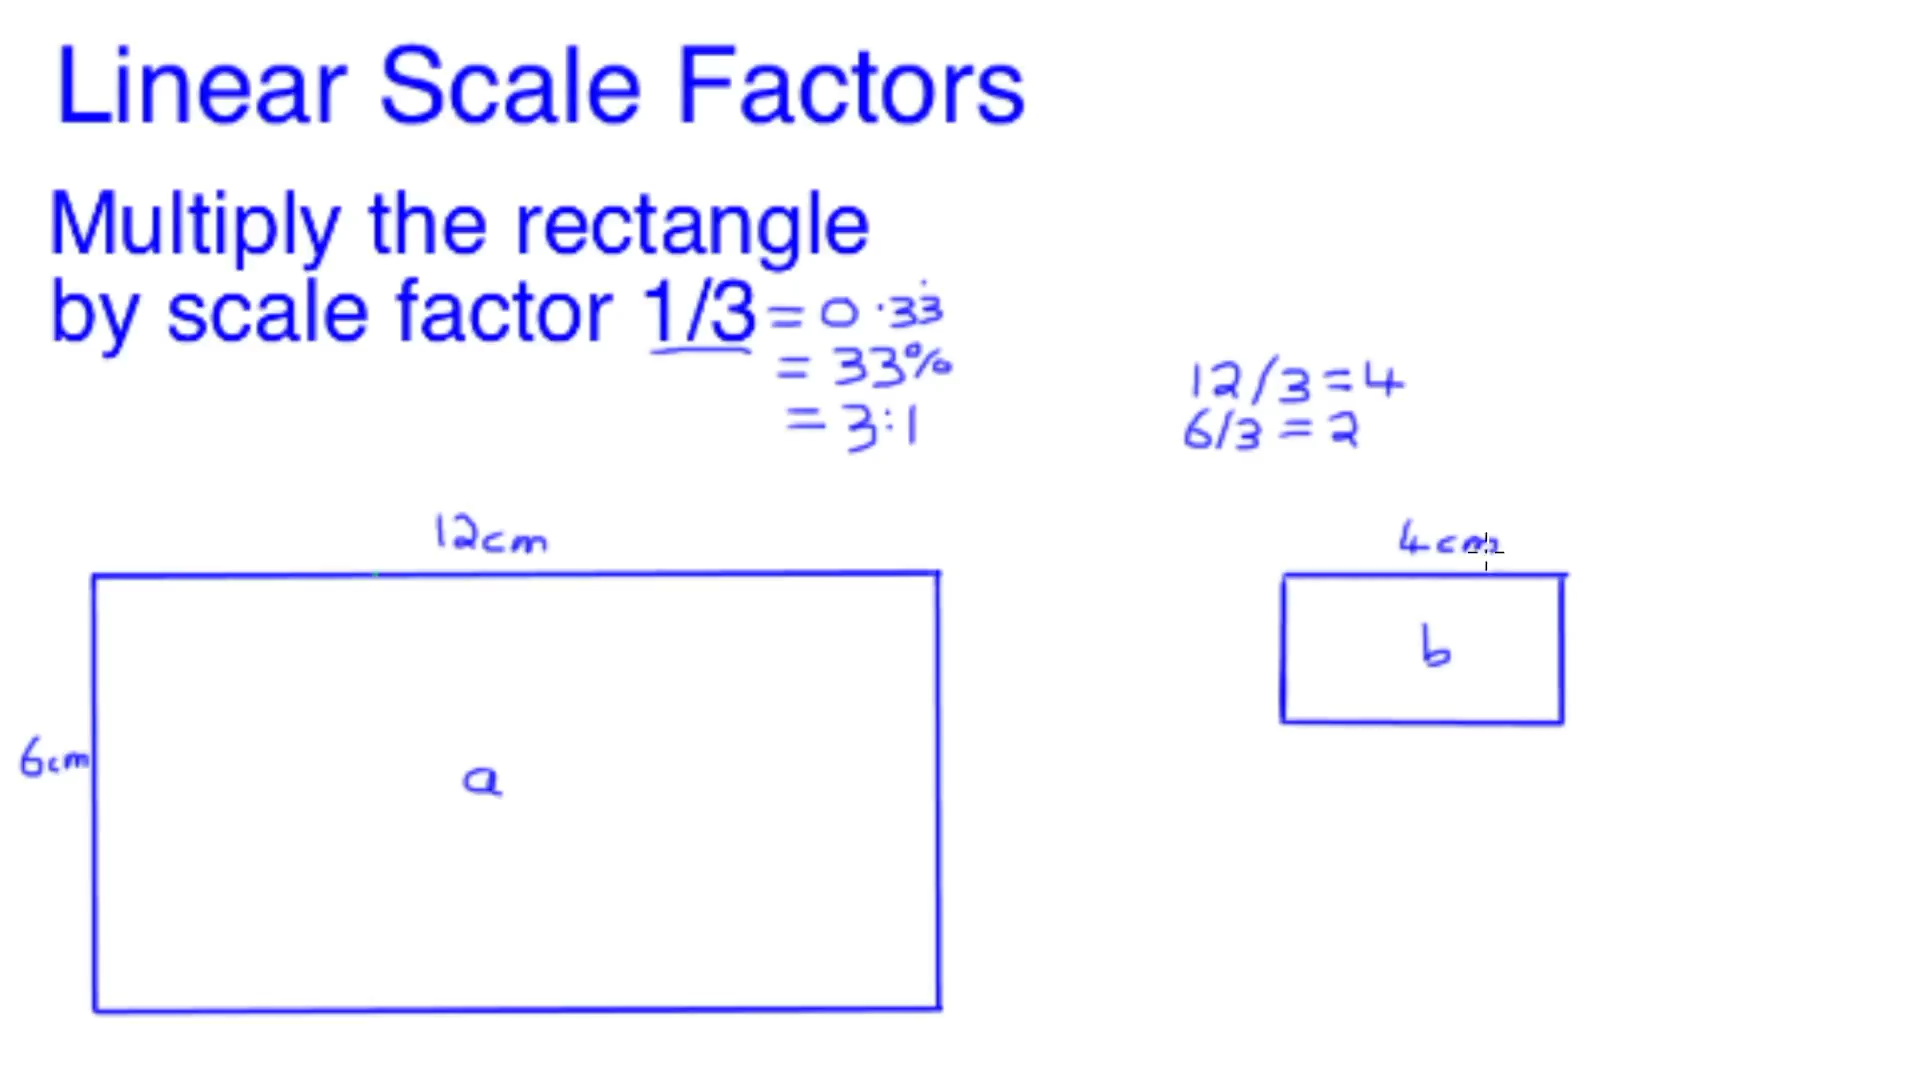 Linear Scale Factors
Multiply the rectangle
by scale factor 1/3 = 0.33̇
= 33%
= 3:1
12/3 = 4
6/3 = 2
12cm
4cm
b
6cm
a